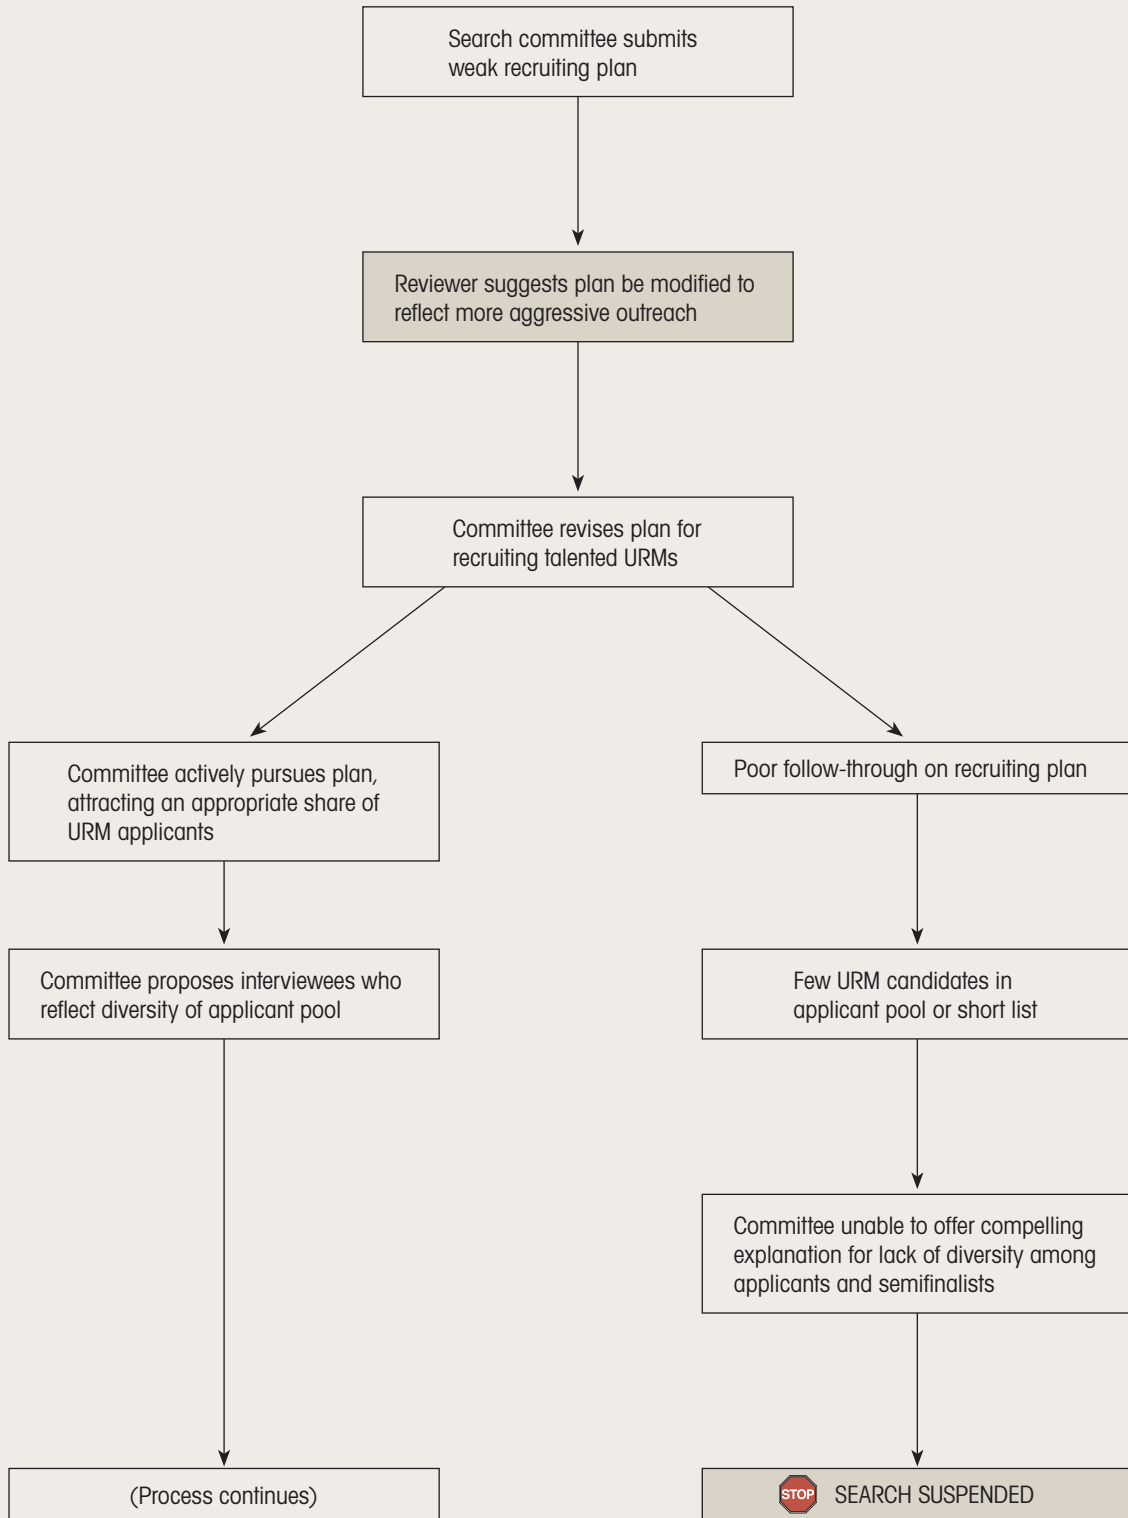 Search committee submits
weak recruiting plan
Reviewer suggests plan be modified to
reflect more aggressive outreach
Committee revises plan for
recruiting talented URMs
Committee actively pursues plan,
attracting an appropriate share of
URM applicants
Poor follow-through on recruiting plan
Committee proposes interviewees who
reflect diversity of applicant pool
Few URM candidates in
applicant pool or short list
Committee unable to offer compelling
explanation for lack of diversity among
applicants and semifinalists
(Process continues)
STOP SEARCH SUSPENDED